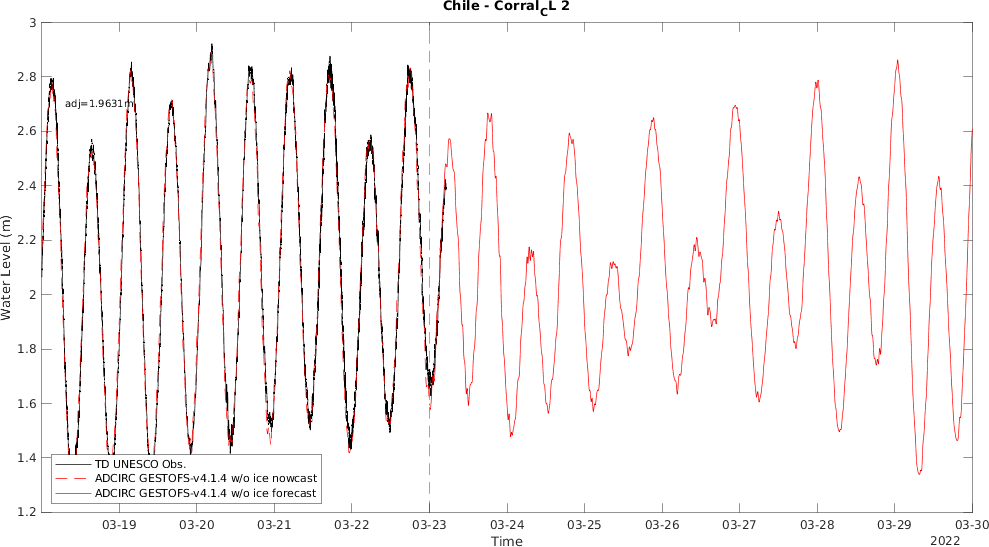 Chile - Corral_CL 2
3
2.8
2.6
2.4
2.2
2
1.8
1.6
1.4
1.2
Water Level (m)
adj=1.9631m
TD UNESCO Obs.
ADCIRC GESTOFS-v4.1.4 w/o ice nowcast
ADCIRC GESTOFS-v4.1.4 w/o ice forecast
03-19 03-20 03-21 03-22 03-23 03-24 03-25 03-26 03-27 03-28 03-29 03-30
Time
2022